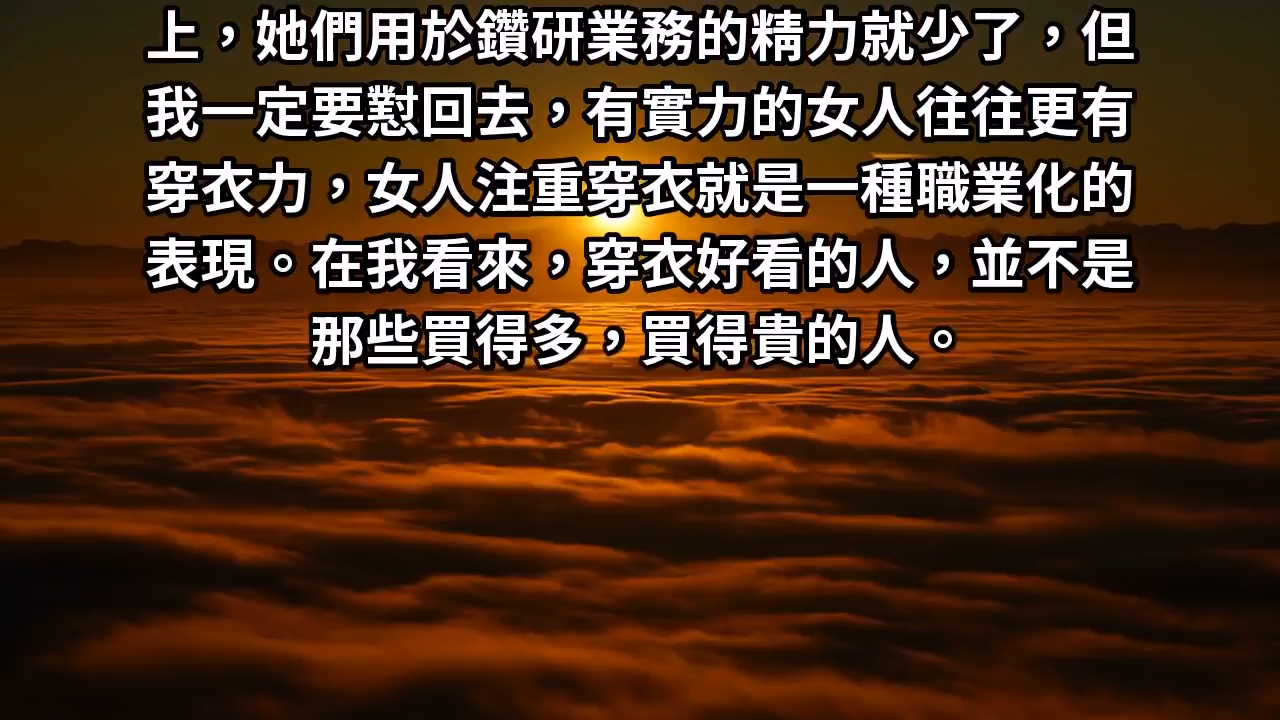 上，她們用於鑽研業務的精力就少了，但
我一定要懟回去，有實力的女人往往更有
穿衣力，女人注重穿衣就是一種職業化的
表現。在我看來，穿衣好看的人，並不是
那些買得多，買得貴的人。